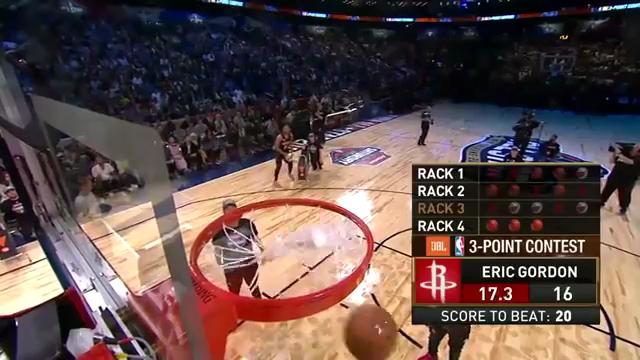 RACK 1
RACK 2
RACK 3
RACK 4
JBL 3-POINT CONTEST
ERIC GORDON
17.3 16
SCORE TO BEAT: 20
SPALDING